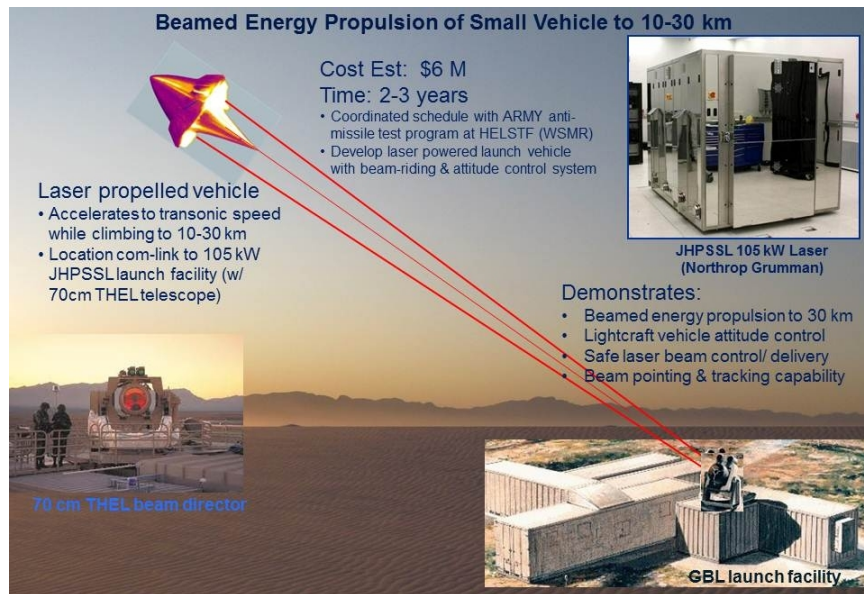 Beamed Energy Propulsion of Small Vehicle to 10-30 km
Cost Est: $6 M
Time: 2-3 years
• Coordinated schedule with ARMY anti-
missile test program at HELSTF (WSMR)
• Develop laser powered launch vehicle
with beam-riding & attitude control system
JHPSSL 105 kW Laser
(Northrop Grumman)
Laser propelled vehicle
• Accelerates to transonic speed
while climbing to 10-30 km
• Location com-link to 105 kW
JHPSSL launch facility (w/
70cm THEL telescope)
Demonstrates:
• Beamed energy propulsion to 30 km
• Lightcraft vehicle attitude control
• Safe laser beam control/ delivery
• Beam pointing & tracking capability
70 cm THEL beam director
GBL launch facility